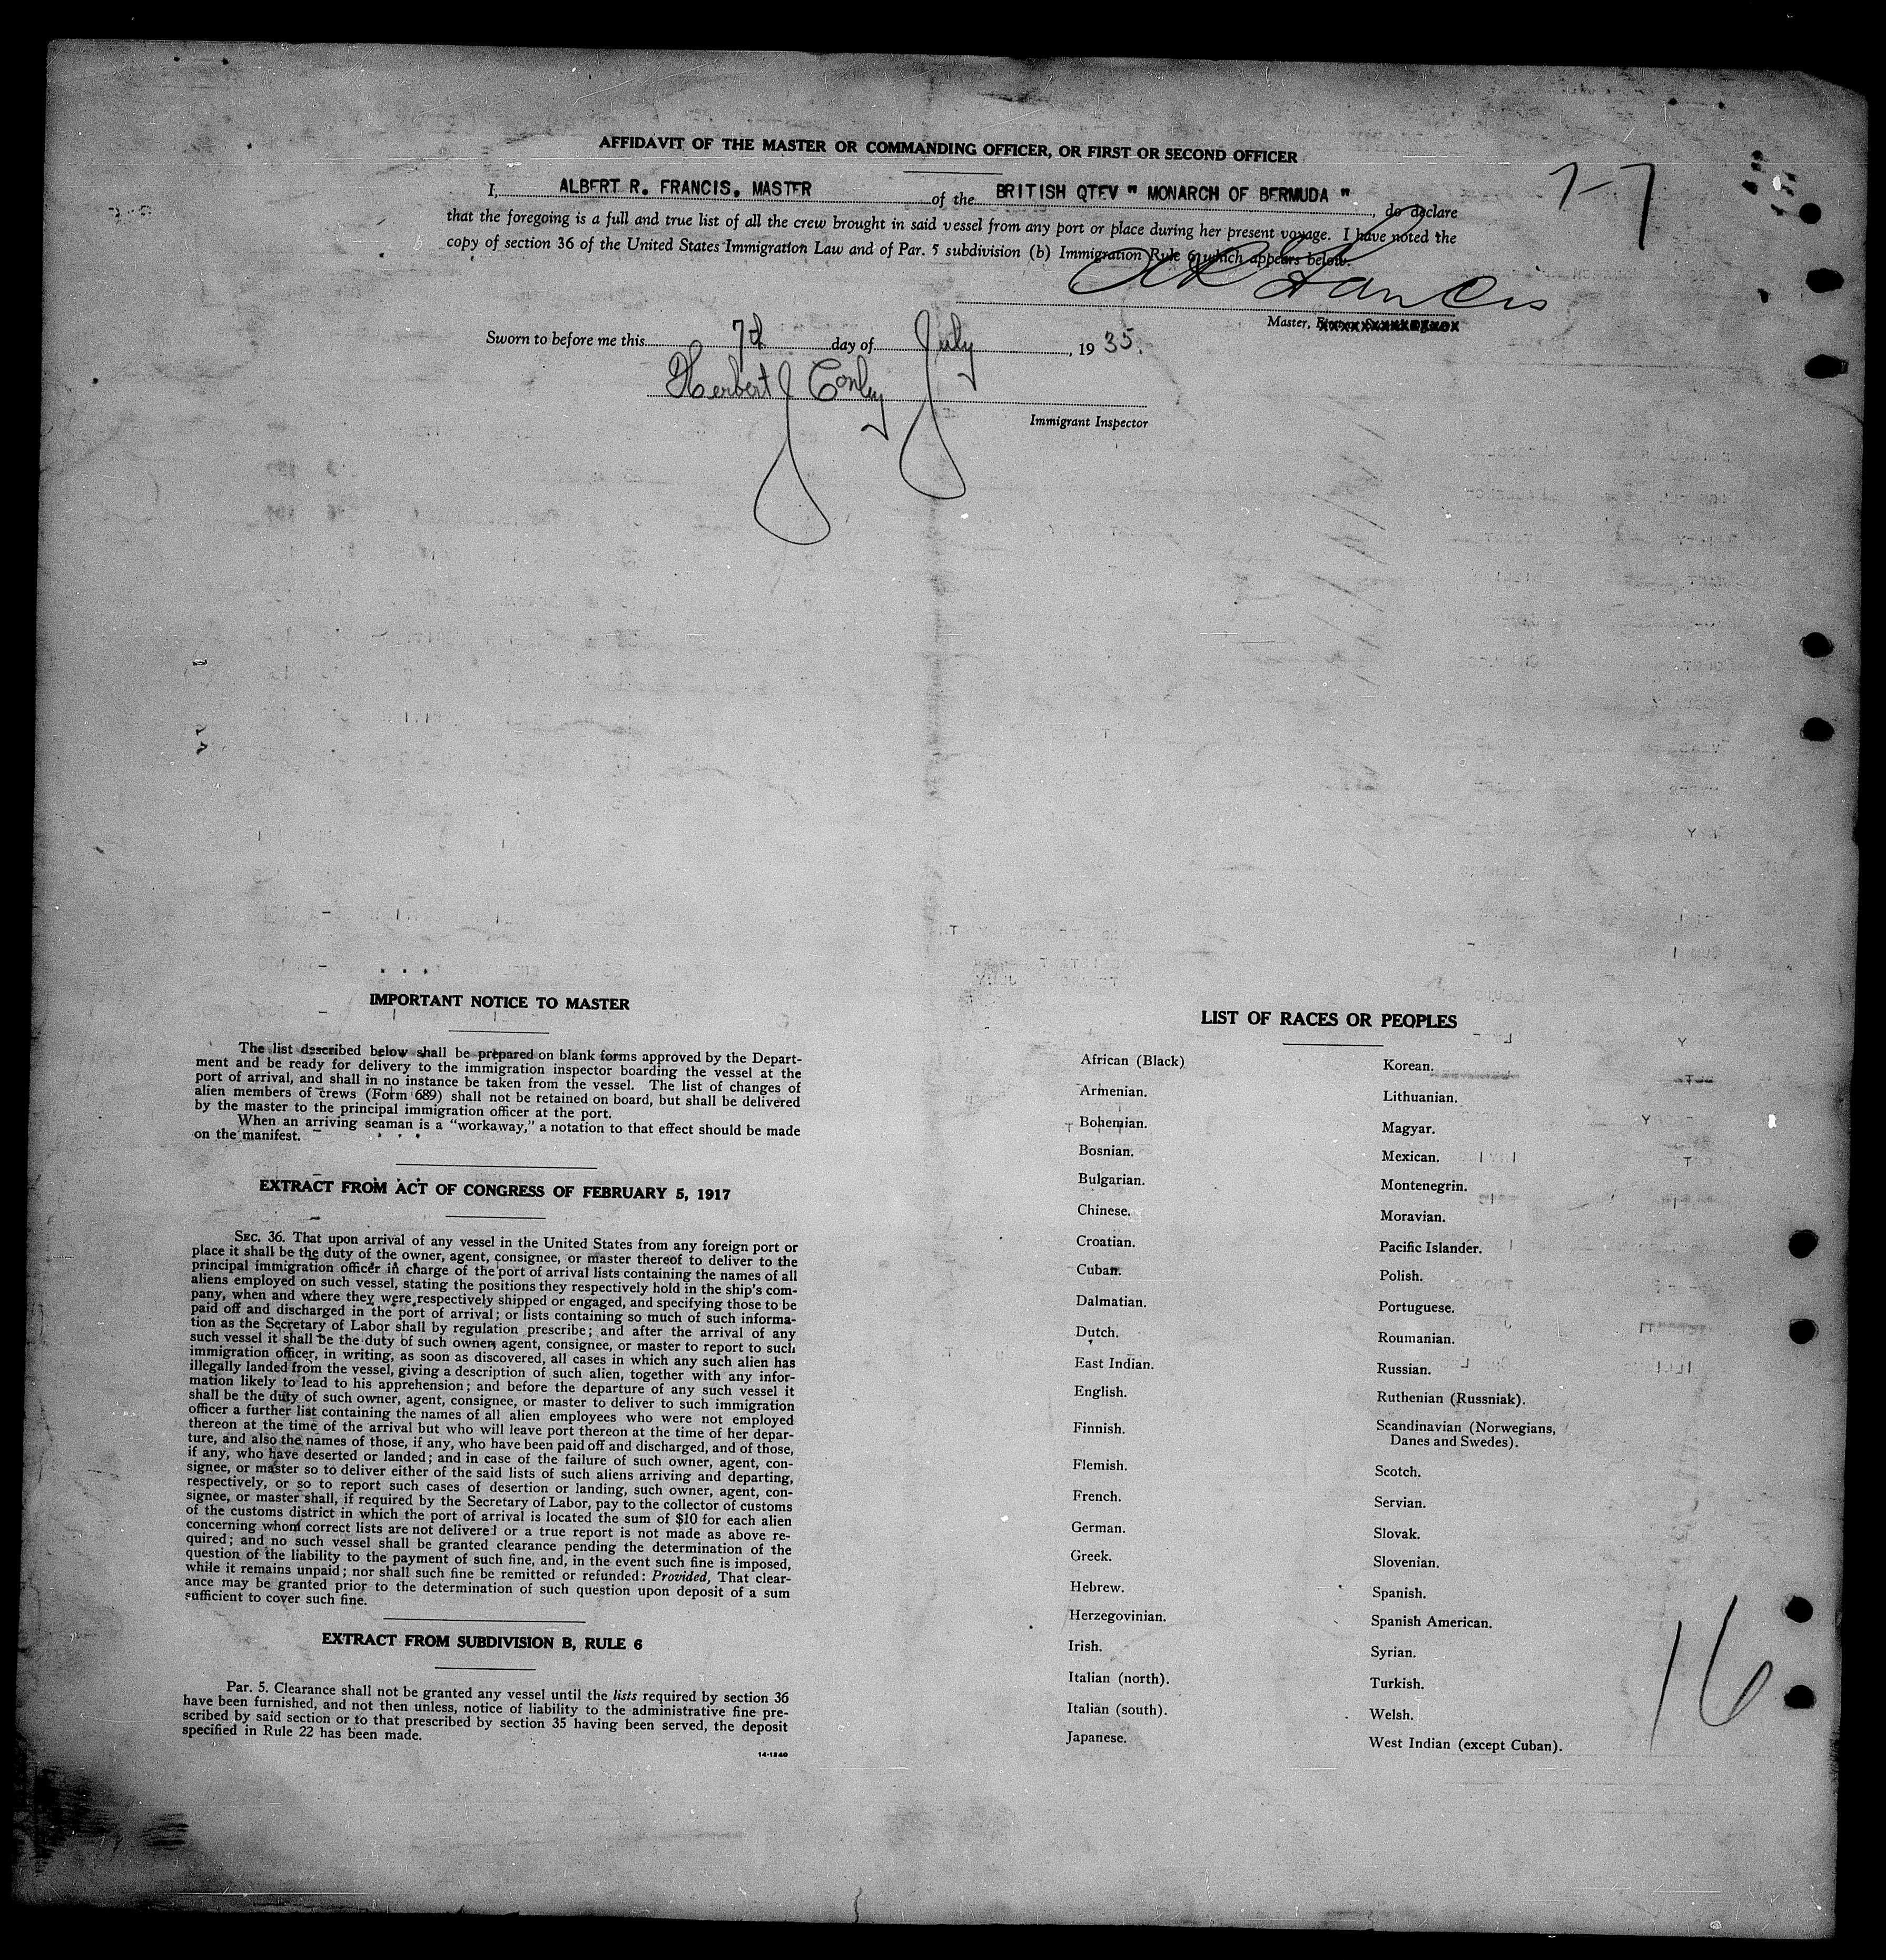 AFFIDAVIT OF THE MASTER OR COMMANDING OFFICER, OR FIRST OR SECOND OFFICER
7-7
I, ALBERT R. FRANCIS, MASTER of the BRITISH QTEV " MONARCH OF BERMUDA ", do declare
that the foregoing is a full and true list of all the crew brought in said vessel from any port or place during her present voyage. I have noted the
copy of section 36 of the United States Immigration Law and of Par. 5 subdivision (b) Immigration Rule 6, which appears below.
A R Francis
Master,
Sworn to before me this 7th day of July, 1935.
Herbert J Conley
Immigrant Inspector
IMPORTANT NOTICE TO MASTER
The list described below shall be prepared on blank forms approved by the Depart-
ment and be ready for delivery to the immigration inspector boarding the vessel at the
port of arrival, and shall in no instance be taken from the vessel. The list of changes of
alien members of crews (Form 689) shall not be retained on board, but shall be delivered
by the master to the principal immigration officer at the port.
When an arriving seaman is a "workaway," a notation to that effect should be made
on the manifest.
EXTRACT FROM ACT OF CONGRESS OF FEBRUARY 5, 1917
SEC. 36. That upon arrival of any vessel in the United States from any foreign port or
place it shall be the duty of the owner, agent, consignee, or master thereof to deliver to the
principal immigration officer in charge of the port of arrival lists containing the names of all
aliens employed on such vessel, stating the positions they respectively hold in the ship's com-
pany, when and where they were respectively shipped or engaged, and specifying those to be
paid off and discharged in the port of arrival; or lists containing so much of such informa-
tion as the Secretary of Labor shall by regulation prescribe; and after the arrival of any
such vessel it shall be the duty of such owner, agent, consignee, or master to report to such
immigration officer, in writing, as soon as discovered, all cases in which any such alien has
illegally landed from the vessel, giving a description of such alien, together with any infor-
mation likely to lead to his apprehension; and before the departure of any such vessel it
shall be the duty of such owner, agent, consignee, or master to deliver to such immigration
officer a further list containing the names of all alien employees who were not employed
thereon at the time of the arrival but who will leave port thereon at the time of her depar-
ture, and also the names of those, if any, who have been paid off and discharged, and of those,
if any, who have deserted or landed; and in case of the failure of such owner, agent, con-
signee, or master so to deliver either of the said lists of such aliens arriving and departing,
respectively, or so to report such cases of desertion or landing, such owner, agent, con-
signee, or master shall, if required by the Secretary of Labor, pay to the collector of customs
of the customs district in which the port of arrival is located the sum of $10 for each alien
concerning whom correct lists are not delivered or a true report is not made as above re-
quired; and no such vessel shall be granted clearance pending the determination of the
question of the liability to the payment of such fine, and, in the event such fine is imposed,
while it remains unpaid; nor shall such fine be remitted or refunded: Provided, That clear-
ance may be granted prior to the determination of such question upon deposit of a sum
sufficient to cover such fine.
EXTRACT FROM SUBDIVISION B, RULE 6
Par. 5. Clearance shall not be granted any vessel until the lists required by section 36
have been furnished, and not then unless, notice of liability to the administrative fine pre-
scribed by said section or to that prescribed by section 35 having been served, the deposit
specified in Rule 22 has been made.
14-1240
LIST OF RACES OR PEOPLES
African (Black)
Armenian.
Bohemian.
Bosnian.
Bulgarian.
Chinese.
Croatian.
Cuban.
Dalmatian.
Dutch.
East Indian.
English.
Finnish.
Flemish.
French.
German.
Greek.
Hebrew.
Herzegovinian.
Irish.
Italian (north).
Italian (south).
Japanese.
Korean.
Lithuanian.
Magyar.
Mexican.
Montenegrin.
Moravian.
Pacific Islander.
Polish.
Portuguese.
Roumanian.
Russian.
Ruthenian (Russniak).
Scandinavian (Norwegians,
Danes and Swedes).
Scotch.
Servian.
Slovak.
Slovenian.
Spanish.
Spanish American.
Syrian.
Turkish.
Welsh.
West Indian (except Cuban).
16